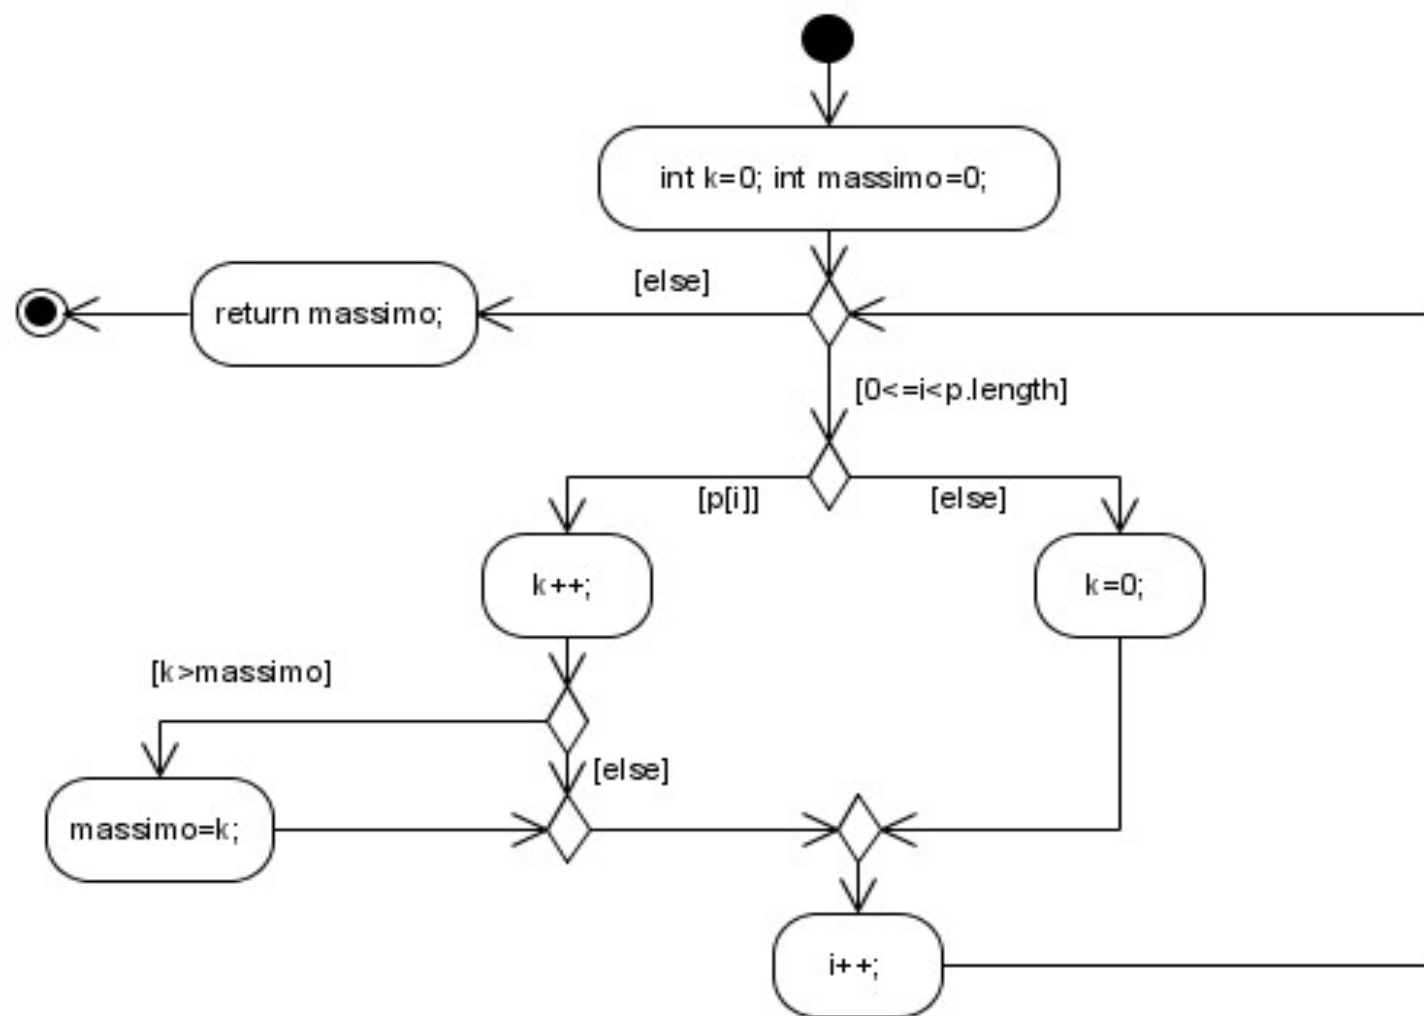 int k=0; int massimo=0;
[else]
return massimo;
[0<=i<p.length]
[p[i]]
[else]
k++;
k=0;
[k>massimo]
[else]
massimo=k;
i++;